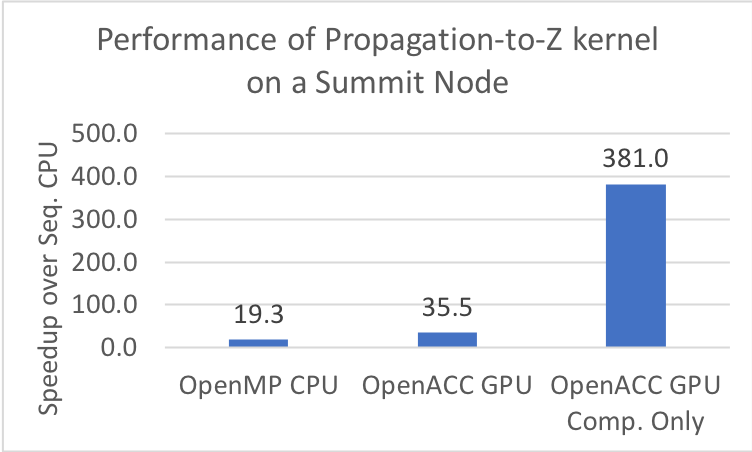 Performance of Propagation-to-Z kernel
on a Summit Node
Speedup over Seq. CPU
500.0
400.0
300.0
200.0
100.0
0.0
19.3
35.5
381.0
OpenMP CPU
OpenACC GPU
OpenACC GPU
Comp. Only